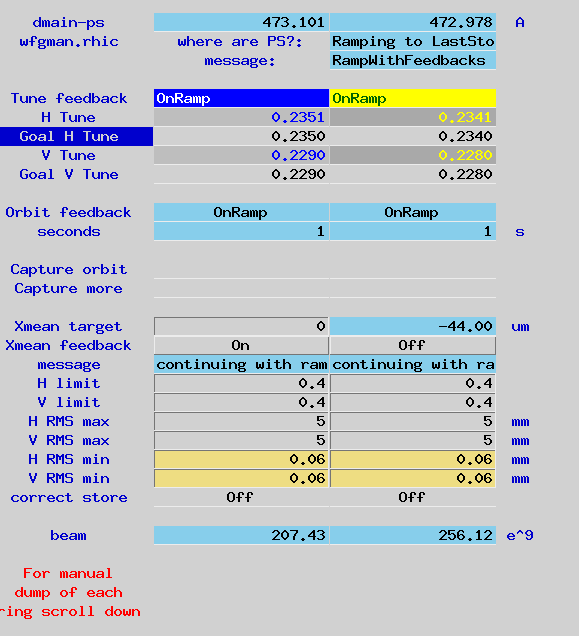 dmain-ps 473.101 472.978 A
wfgman.rhic where are PS?: Ramping to LastSto
message: RampWithFeedbacks
Tune feedback OnRamp OnRamp
H Tune 0.2351 0.2341
Goal H Tune 0.2350 0.2340
V Tune 0.2290 0.2280
Goal V Tune 0.2290 0.2280
Orbit feedback OnRamp OnRamp
seconds 1 1 s
Capture orbit
Capture more
Xmean target 0 -44.00 um
Xmean feedback On Off
message continuing with ram continuing with ra
H limit 0.4 0.4
V limit 0.4 0.4
H RMS max 5 5 mm
V RMS max 5 5 mm
H RMS min 0.06 0.06 mm
V RMS min 0.06 0.06 mm
correct store Off Off
beam 207.43 256.12 e^9
For manual
dump of each
ring scroll down